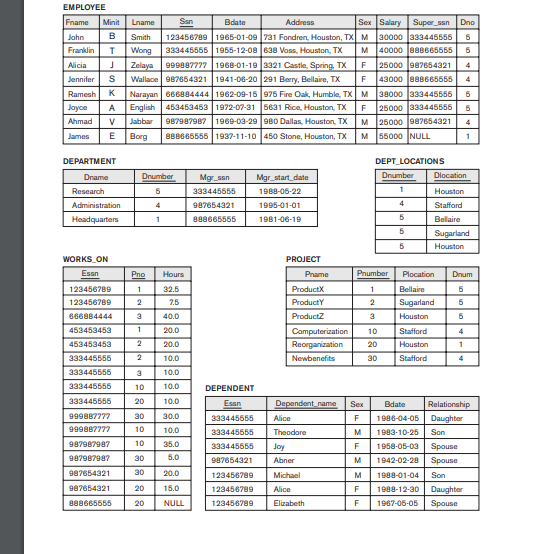 EMPLOYEE
Fname Minit Lname Ssn Bdate Address Sex Salary Super_ssn Dno
John B Smith 123456789 1965-01-09 731 Fondren, Houston, TX M 30000 333445555 5
Franklin T Wong 333445555 1955-12-08 638 Voss, Houston, TX M 40000 888665555 5
Alicia J Zelaya 999887777 1968-01-19 3321 Castle, Spring, TX F 25000 987654321 4
Jennifer S Wallace 987654321 1941-06-20 291 Berry, Bellaire, TX F 43000 888665555 4
Ramesh K Narayan 666884444 1962-09-15 975 Fire Oak, Humble, TX M 38000 333445555 5
Joyce A English 453453453 1972-07-31 5631 Rice, Houston, TX F 25000 333445555 5
Ahmad V Jabbar 987987987 1969-03-29 980 Dallas, Houston, TX M 25000 987654321 4
James E Borg 888665555 1937-11-10 450 Stone, Houston, TX M 55000 NULL 1
DEPARTMENT
Dname Dnumber Mgr_ssn Mgr_start_date
Research 5 333445555 1988-05-22
Administration 4 987654321 1995-01-01
Headquarters 1 888665555 1981-06-19
DEPT_LOCATIONS
Dnumber Dlocation
1 Houston
4 Stafford
5 Bellaire
5 Sugarland
5 Houston
WORKS_ON
Essn Pno Hours
123456789 1 32.5
123456789 2 7.5
666884444 3 40.0
453453453 1 20.0
453453453 2 20.0
333445555 2 10.0
333445555 3 10.0
333445555 10 10.0
333445555 20 10.0
999887777 30 30.0
999887777 10 10.0
987987987 10 35.0
987987987 30 5.0
987654321 30 20.0
987654321 20 15.0
888665555 20 NULL
PROJECT
Pname Pnumber Plocation Dnum
ProductX 1 Bellaire 5
ProductY 2 Sugarland 5
ProductZ 3 Houston 5
Computerization 10 Stafford 4
Reorganization 20 Houston 1
Newbenefits 30 Stafford 4
DEPENDENT
Essn Dependent_name Sex Bdate Relationship
333445555 Alice F 1986-04-05 Daughter
333445555 Theodore M 1983-10-25 Son
333445555 Joy F 1958-05-03 Spouse
987654321 Abner M 1942-02-28 Spouse
123456789 Michael M 1988-01-04 Son
123456789 Alice F 1988-12-30 Daughter
123456789 Elizabeth F 1967-05-05 Spouse